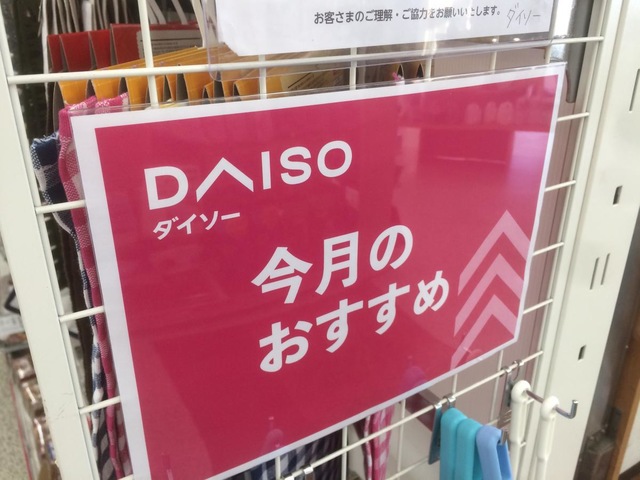 お客さまのご理解・ご協力をお願いいたします。
ダイソー
DAISO
ダイソー
今月の
おすすめ